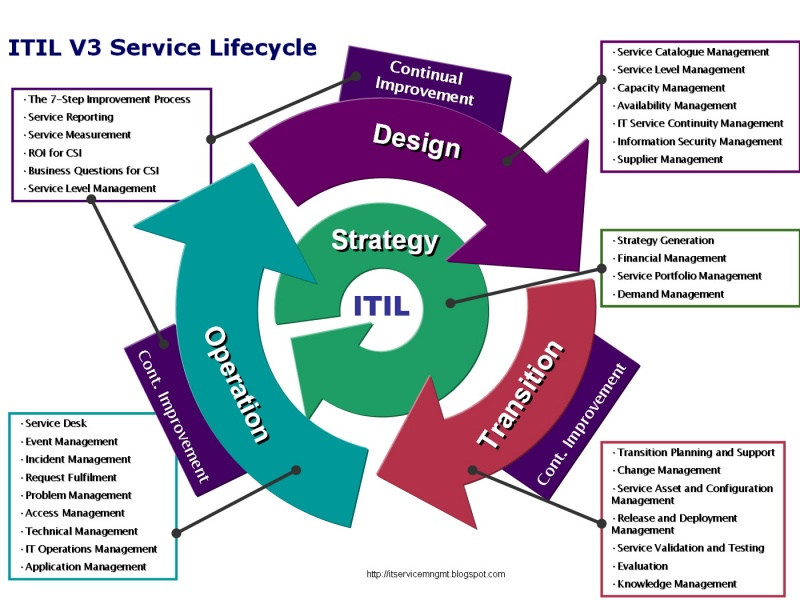 ITIL V3 Service Lifecycle
Continual
Improvement
· The 7-Step Improvement Process
· Service Reporting
· Service Measurement
· ROI for CSI
· Business Questions for CSI
· Service Level Management
· Service Catalogue Management
· Service Level Management
· Capacity Management
· Availability Management
· IT Service Continuity Management
· Information Security Management
· Supplier Management
Design
Strategy
ITIL
· Strategy Generation
· Financial Management
· Service Portfolio Management
· Demand Management
Operation
Transition
Cont. Improvement
Cont. Improvement
· Service Desk
· Event Management
· Incident Management
· Request Fulfilment
· Problem Management
· Access Management
· Technical Management
· IT Operations Management
· Application Management
· Transition Planning and Support
· Change Management
· Service Asset and Configuration
Management
· Release and Deployment
Management
· Service Validation and Testing
· Evaluation
· Knowledge Management
http://itservicemngmt.blogspot.com